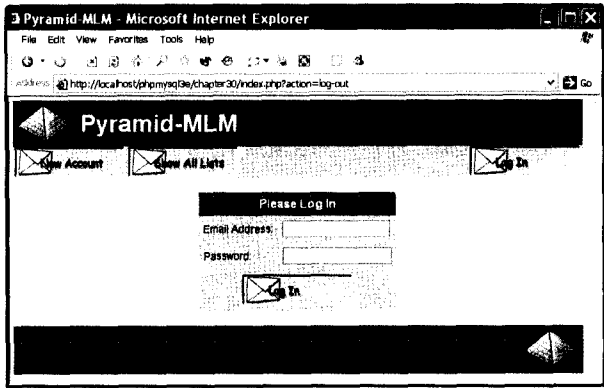 Pyramid-MLM - Microsoft Internet Explorer
File Edit View Favorites Tools Help
Address http://localhost/phpmysql3e/chapter30/index.php?action=log-out Go
Pyramid-MLM
New Account Show All Lists Log In
Please Log In
Email Address:
Password:
Log In